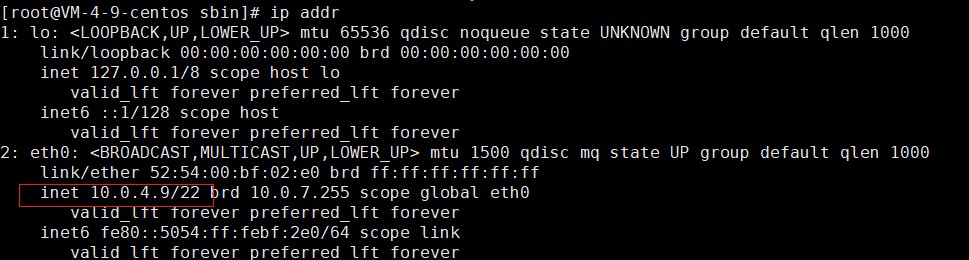 [root@VM-4-9-centos sbin]# ip addr
1: lo: <LOOPBACK,UP,LOWER_UP> mtu 65536 qdisc noqueue state UNKNOWN group default qlen 1000
link/loopback 00:00:00:00:00:00 brd 00:00:00:00:00:00
inet 127.0.0.1/8 scope host lo
valid_lft forever preferred_lft forever
inet6 ::1/128 scope host
valid_lft forever preferred_lft forever
2: eth0: <BROADCAST,MULTICAST,UP,LOWER_UP> mtu 1500 qdisc mq state UP group default qlen 1000
link/ether 52:54:00:bf:02:e0 brd ff:ff:ff:ff:ff:ff
inet 10.0.4.9/22 brd 10.0.7.255 scope global eth0
valid_lft forever preferred_lft forever
inet6 fe80::5054:ff:febf:2e0/64 scope link
valid_lft forever preferred_lft forever